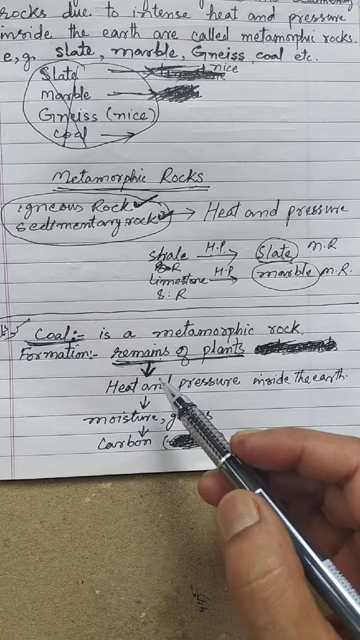 rocks due to intense heat and pressure
inside the earth are called metamorphic rocks.
e,g. slate, marble, Gneiss coal etc.
Slate nice
Marble
Gneiss (nice)
coal →
Metamorphic Rocks
igneous Rock ✓ → Heat and pressure
sedimentary rock ✓
shale H.P → Slate M.R
S.R
limestone H.P → marble M.R.
S.R
Coal:- is a metamorphic rock
Formation:- remains of plants
Heat and pressure inside the earth.
moisture,
Carbon